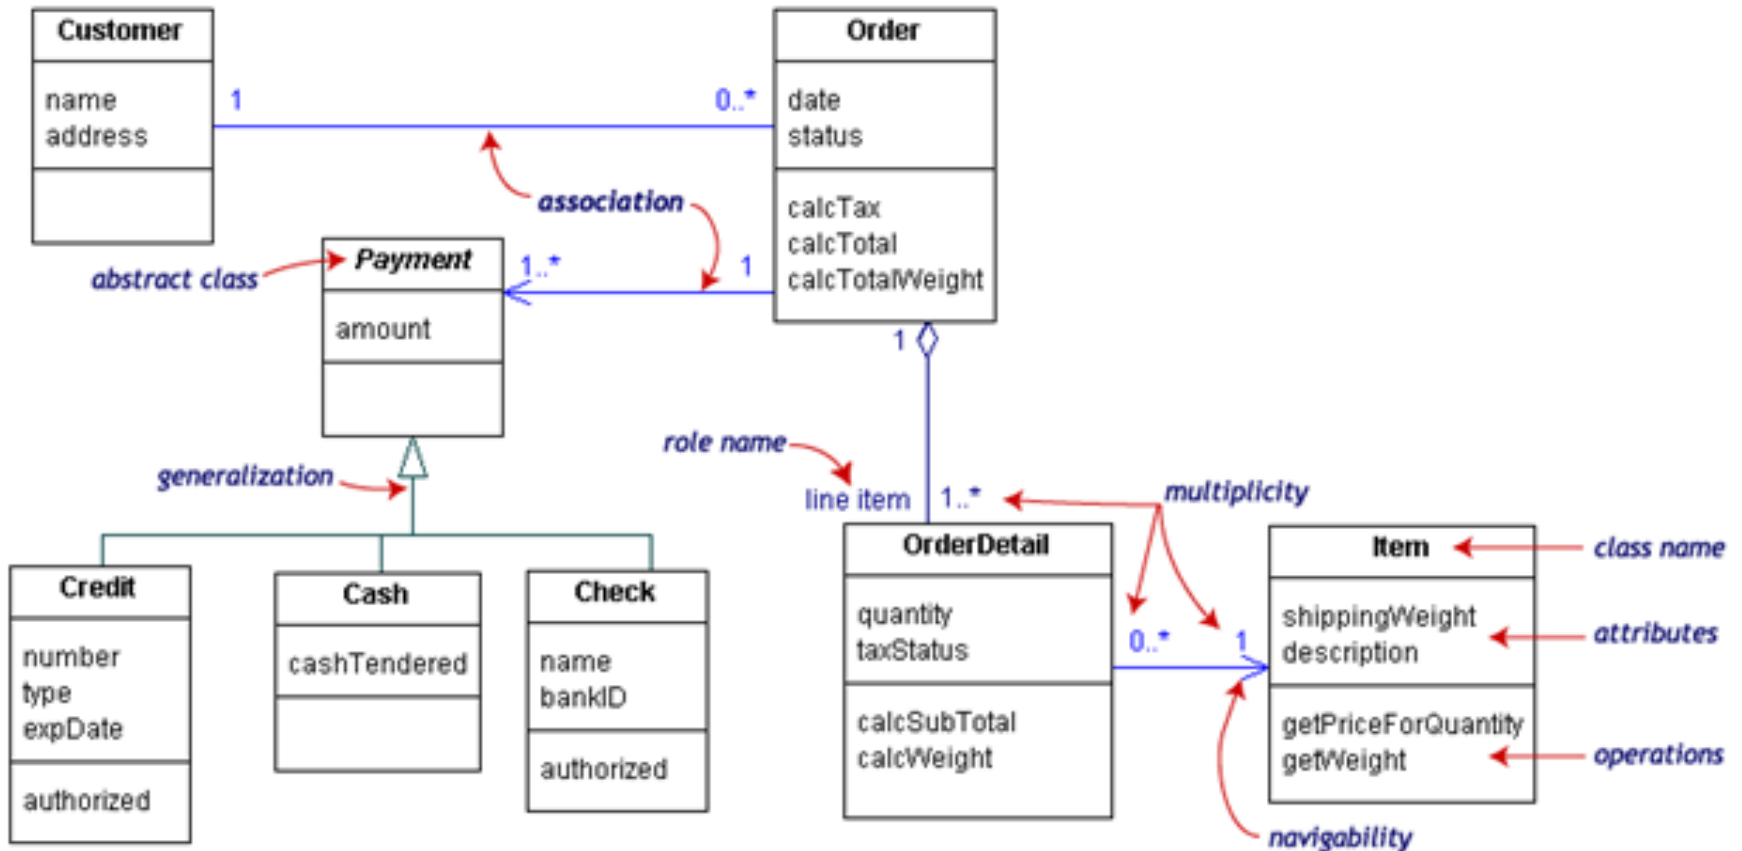 Customer
name
address
1
0..*
Order
date
status
calcTax
calcTotal
calcTotalWeight
association
abstract class
Payment
amount
1..*
1
1
generalization
role name
line item
1..*
multiplicity
Credit
number
type
expDate
authorized
Cash
cashTendered
Check
name
bankID
authorized
OrderDetail
quantity
taxStatus
calcSubTotal
calcWeight
0..*
1
Item
shippingWeight
description
getPriceForQuantity
getWeight
class name
attributes
operations
navigability